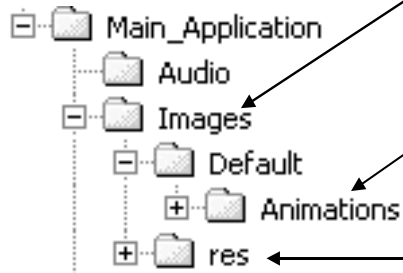 Main_Application
Audio
Images
Default
Animations
res